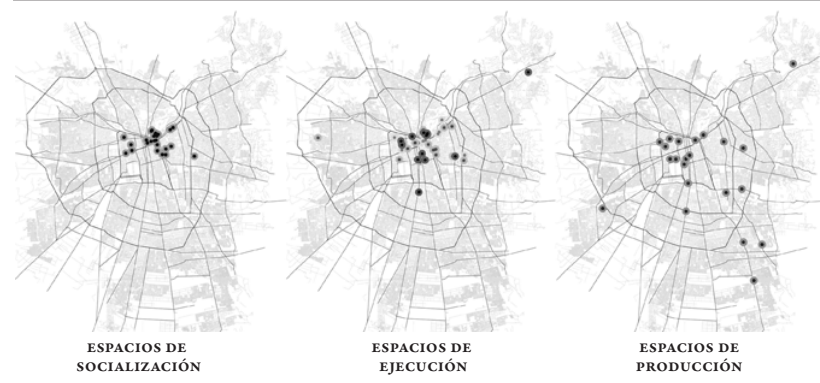 ESPACIOS DE
SOCIALIZACIÓN
ESPACIOS DE
EJECUCIÓN
ESPACIOS DE
PRODUCCIÓN